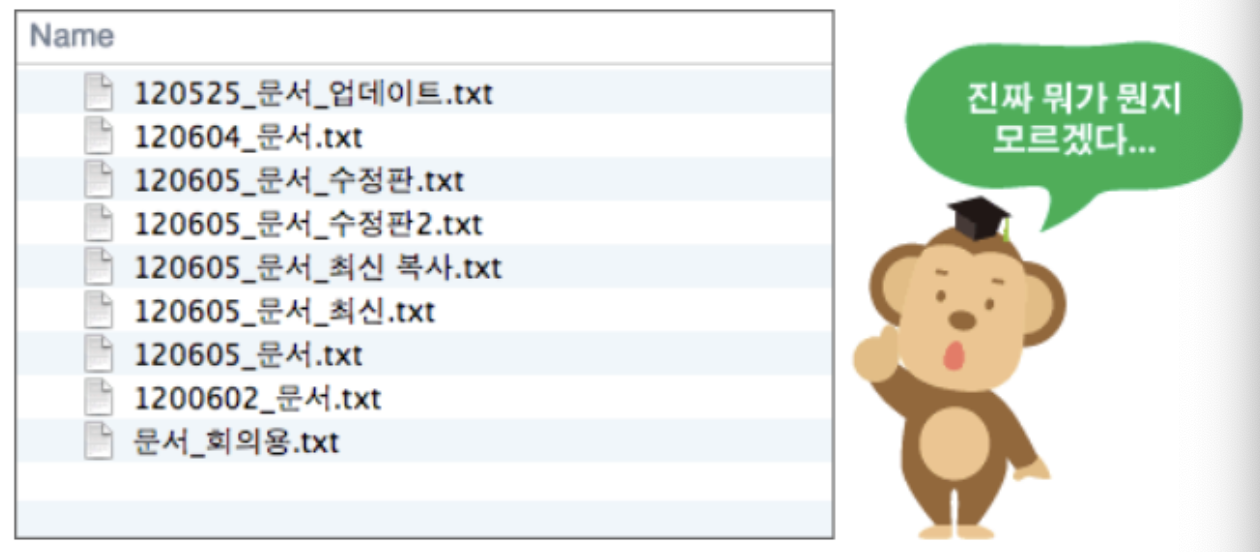 Name
120525_문서_업데이트.txt
120604_문서.txt
120605_문서_수정판.txt
120605_문서_수정판2.txt
120605_문서_최신 복사.txt
120605_문서_최신.txt
120605_문서.txt
1200602_문서.txt
문서_회의용.txt
진짜 뭐가 뭔지
모르겠다...